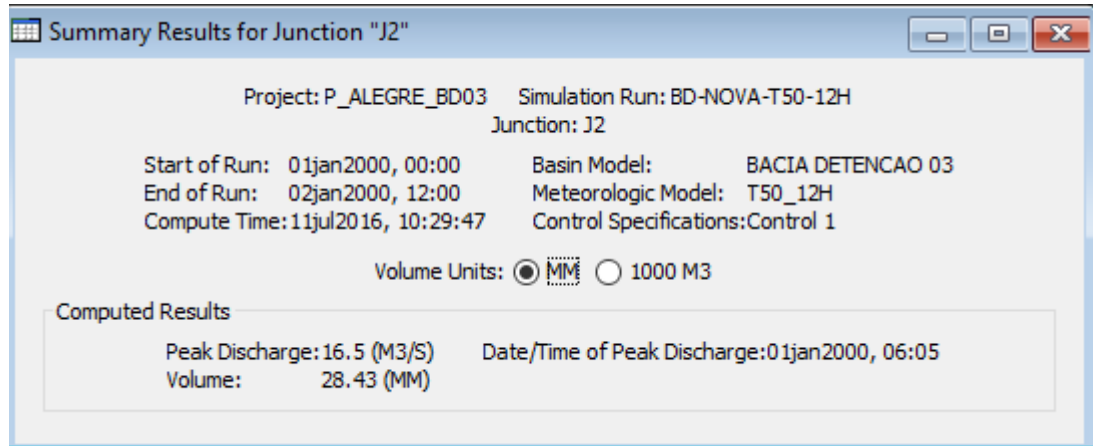 Summary Results for Junction "J2"
Project: P_ALEGRE_BD03 Simulation Run: BD-NOVA-T50-12H
Junction: J2
Start of Run: 01jan2000, 00:00 Basin Model: BACIA DETENCAO 03
End of Run: 02jan2000, 12:00 Meteorologic Model: T50_12H
Compute Time:11jul2016, 10:29:47 Control Specifications:Control 1
Volume Units: MM 1000 M3
Computed Results
Peak Discharge:16.5 (M3/S) Date/Time of Peak Discharge:01jan2000, 06:05
Volume: 28.43 (MM)